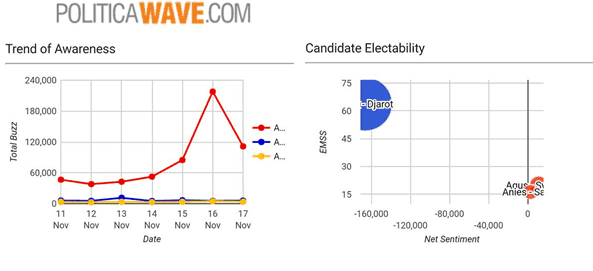 POLITICAWAVE.COM
Trend of Awareness
Candidate Electability
240,000
180,000
120,000
60,000
0
Total Buzz
11 Nov
12 Nov
13 Nov
14 Nov
15 Nov
16 Nov
17 Nov
Date
A...
A...
A...
75
60
45
30
15
EMSS
- Djarot
Anies - Se
-160,000
-120,000
-80,000
-40,000
0
Net Sentiment